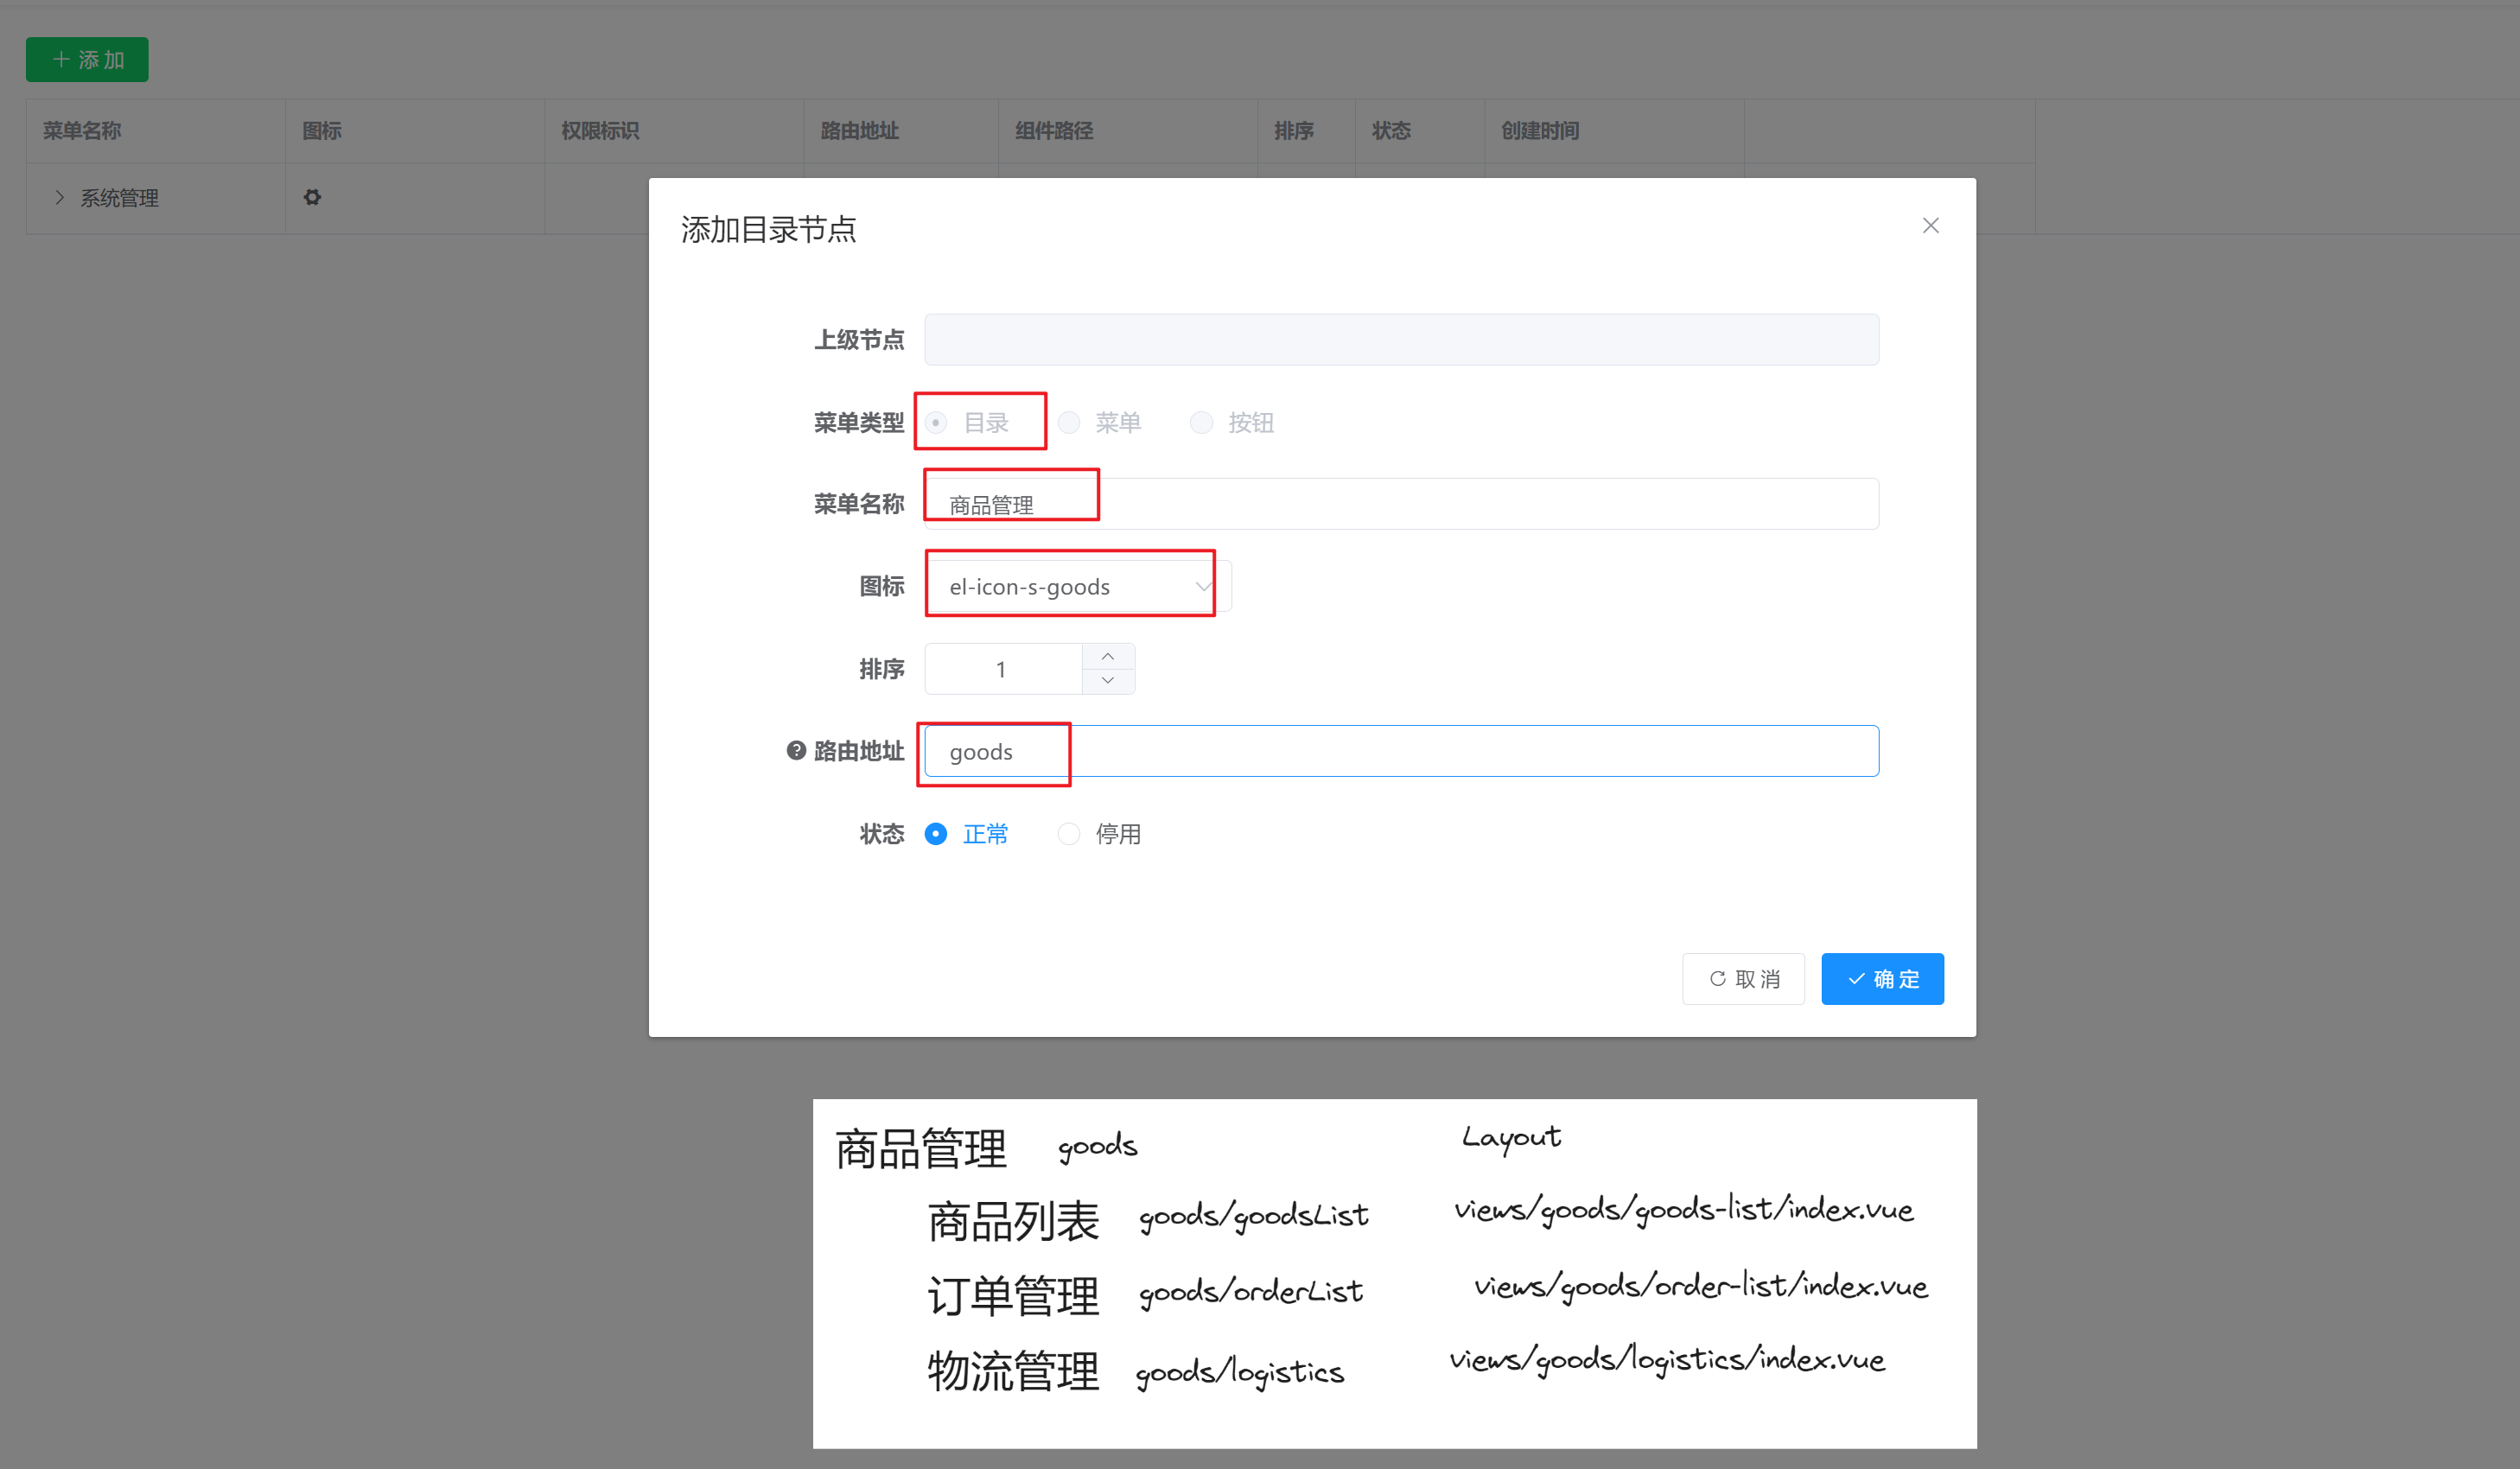 添加
菜单名称 图标 权限标识 路由地址 组件路径 排序 状态 创建时间
系统管理
添加目录节点
上级节点
菜单类型 目录 菜单 按钮
菜单名称 商品管理
图标 el-icon-s-goods
排序 1
路由地址 goods
状态 正常 停用
取消 确定
商品管理 goods Layout
商品列表 goods/goodsList views/goods/goods-list/index.vue
订单管理 goods/orderList views/goods/order-list/index.vue
物流管理 goods/logistics views/goods/logistics/index.vue